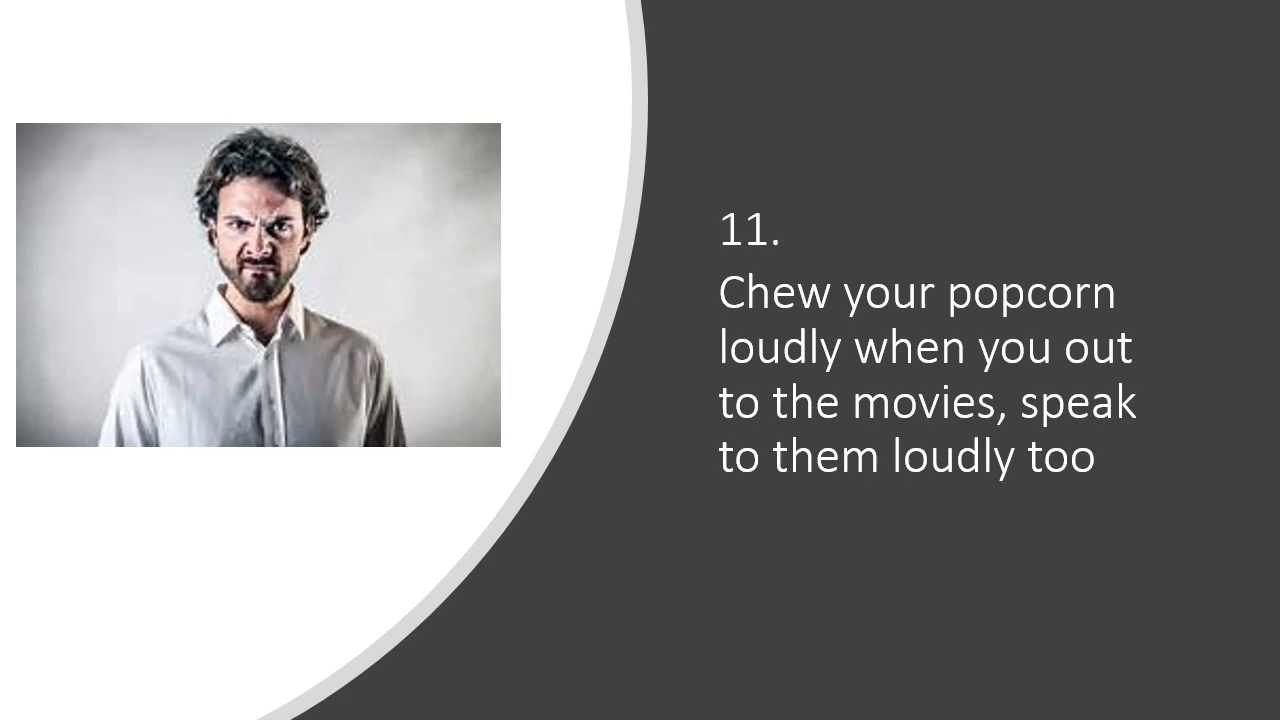 11.
Chew your popcorn
loudly when you out
to the movies, speak
to them loudly too